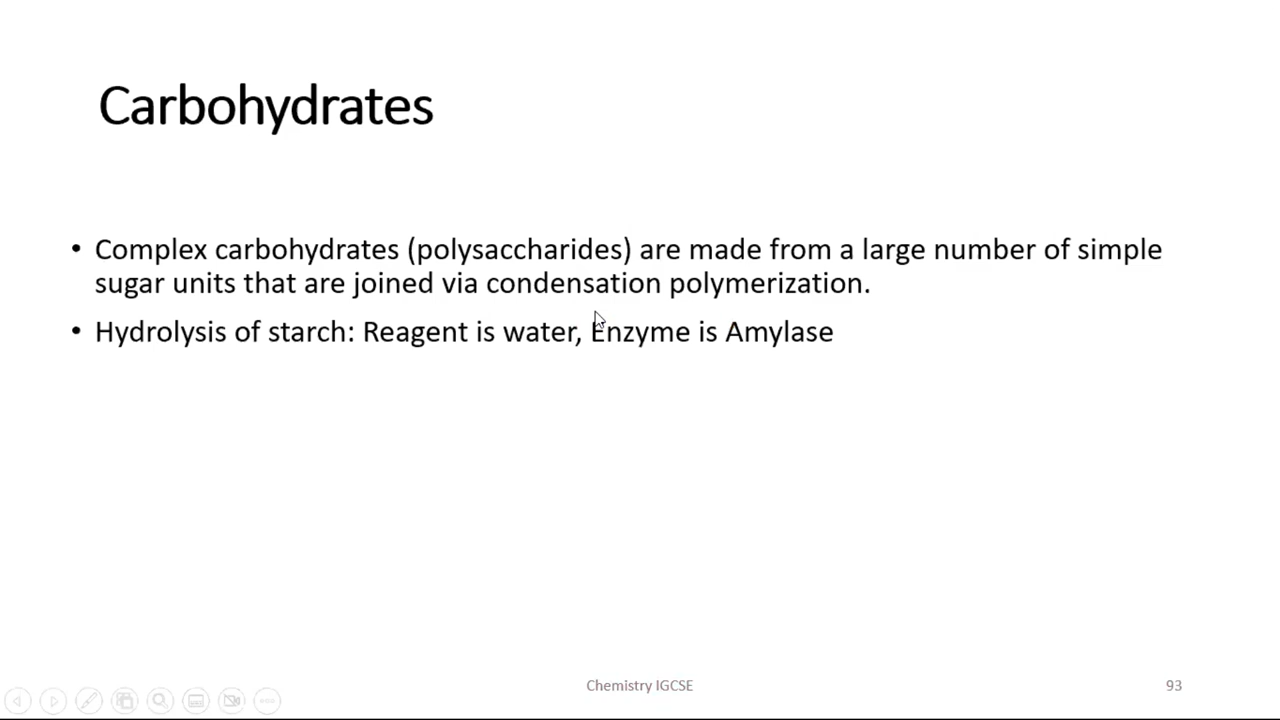 Carbohydrates
• Complex carbohydrates (polysaccharides) are made from a large number of simple
sugar units that are joined via condensation polymerization.
• Hydrolysis of starch: Reagent is water, Enzyme is Amylase
Chemistry IGCSE
93